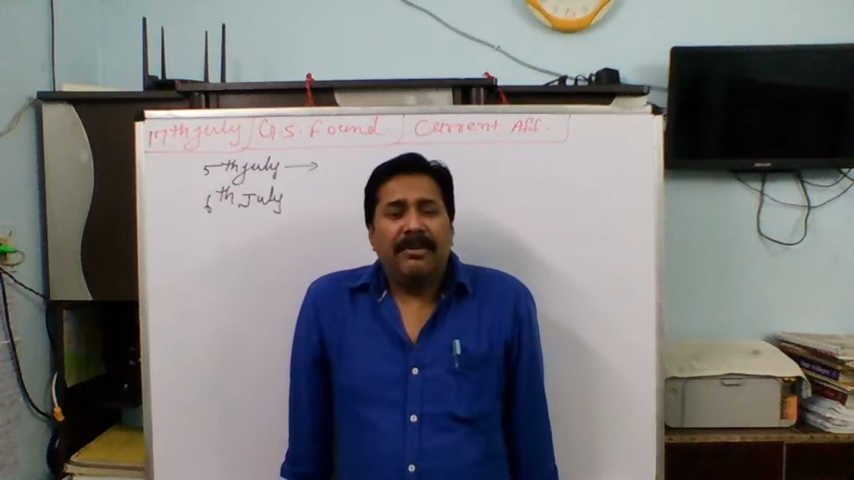 17th July | G.S. Found | Current Aff.
5th July →
6th July